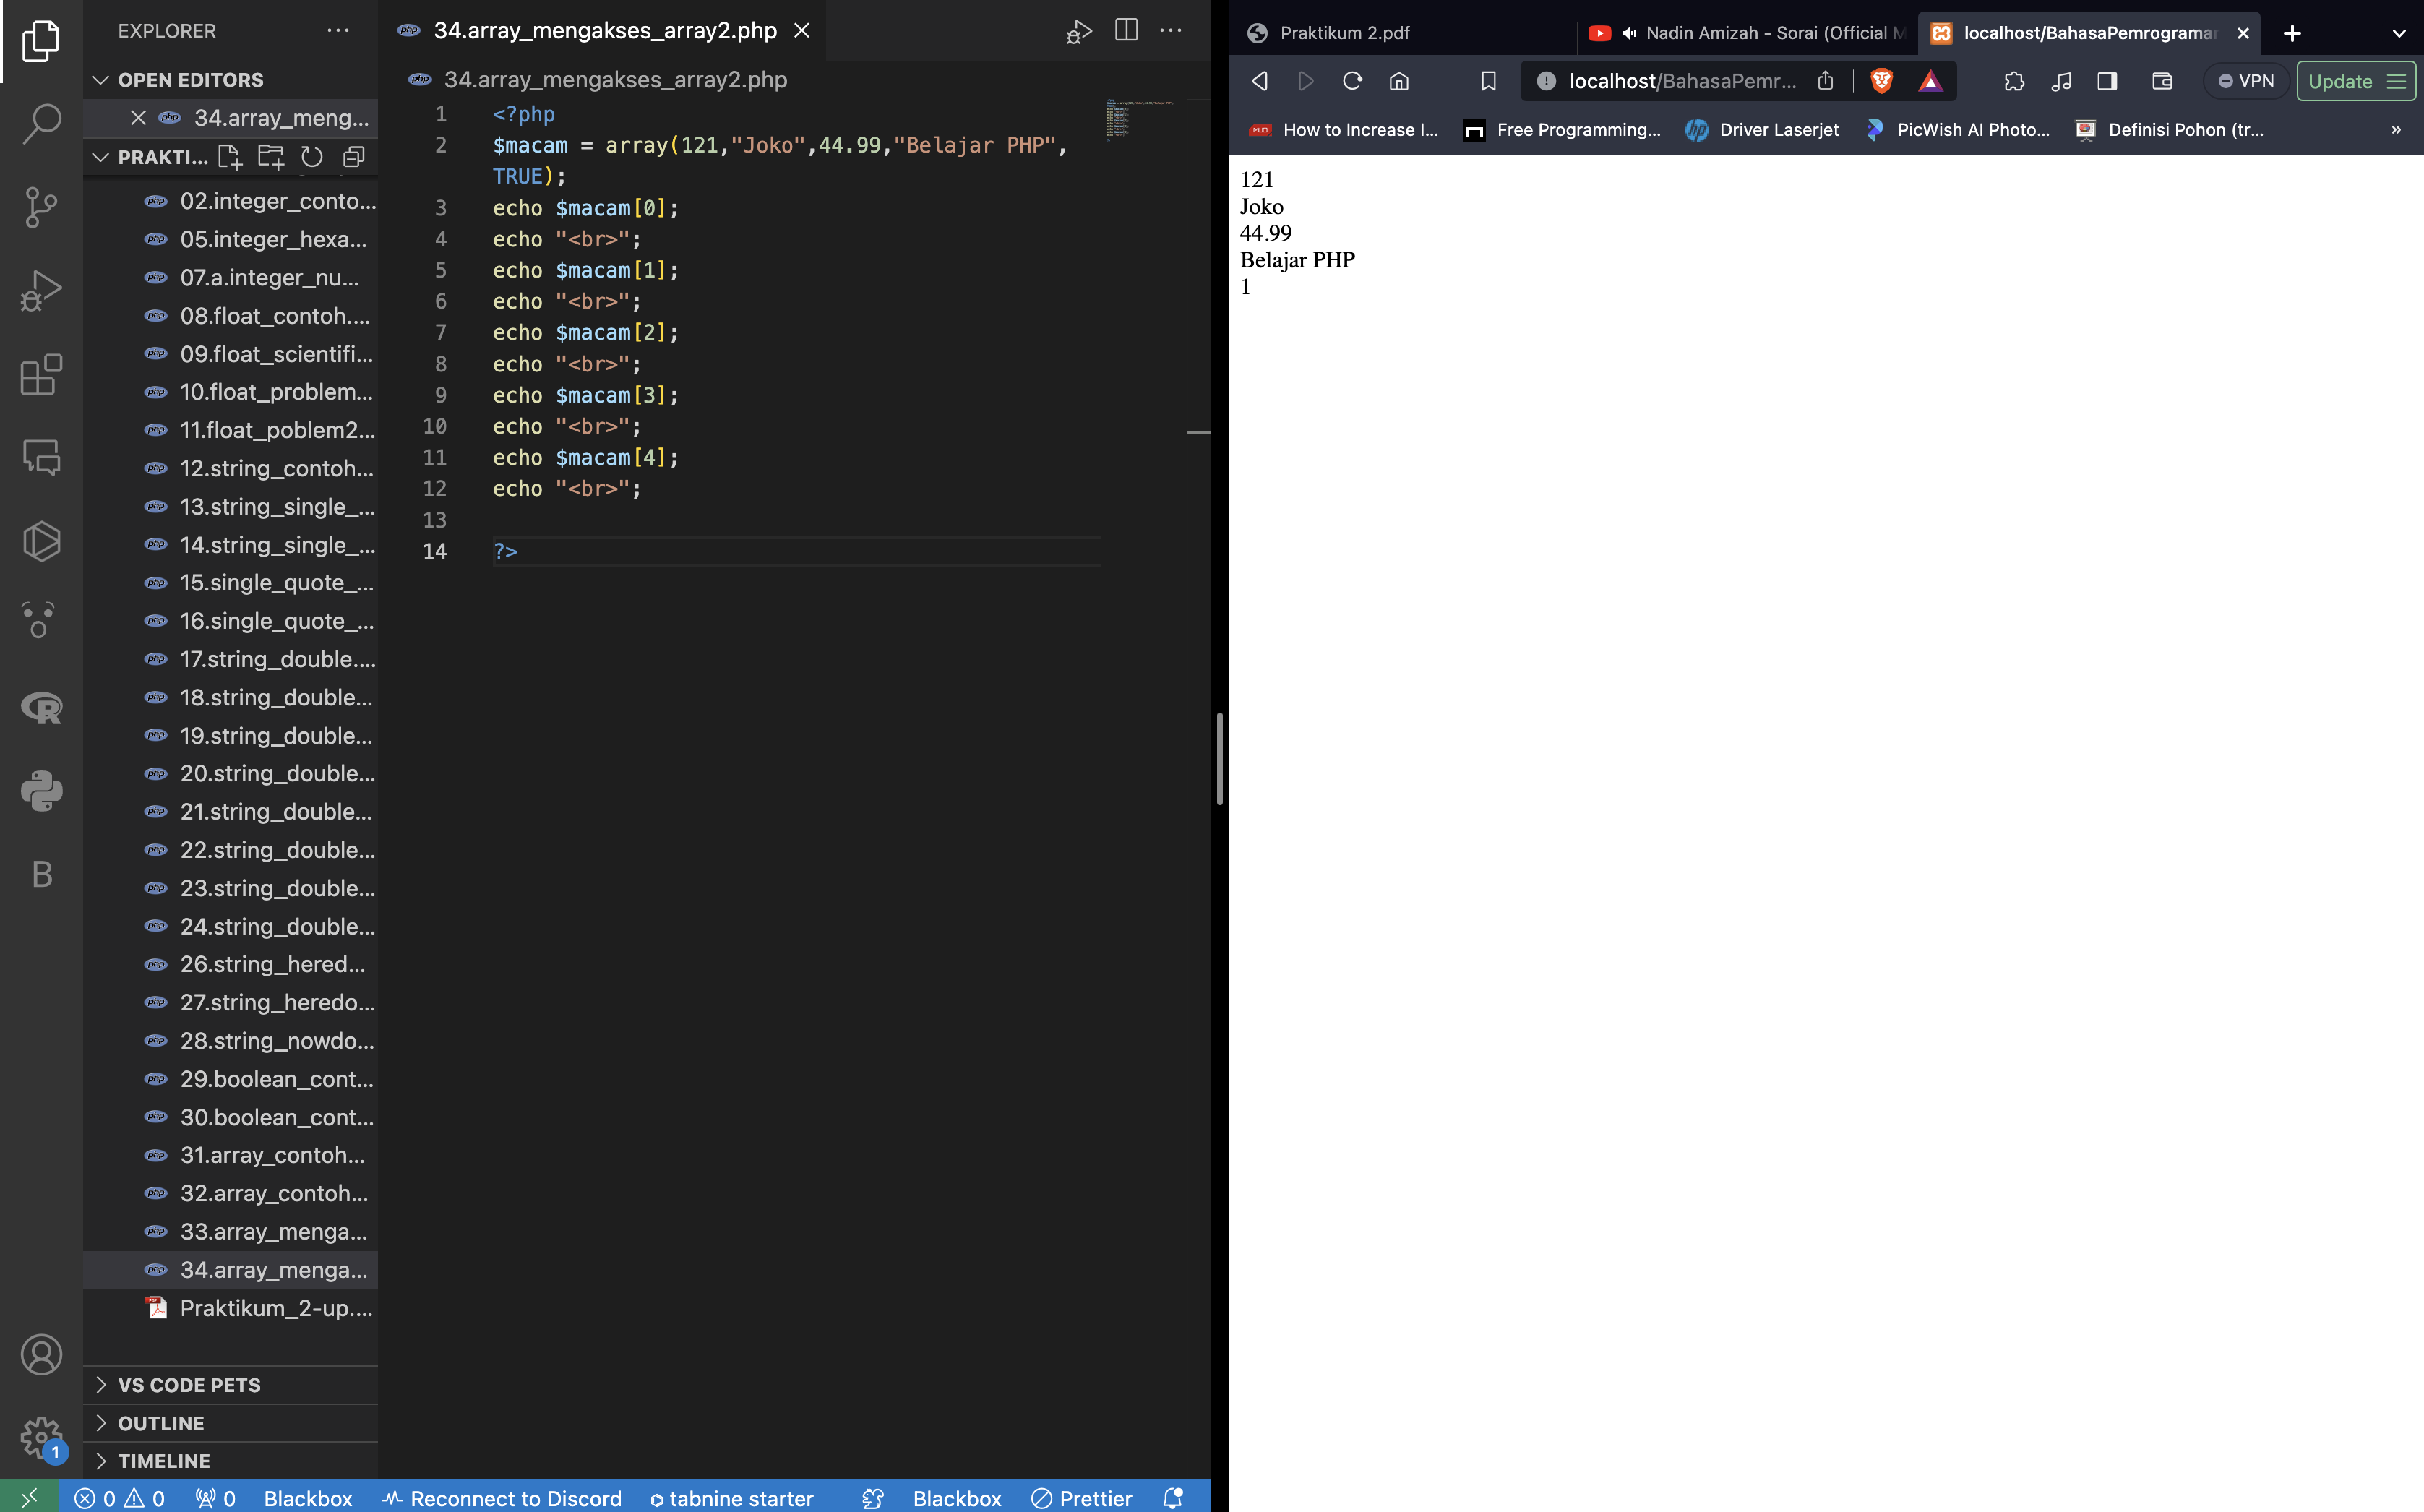 EXPLORER
OPEN EDITORS
34.array_meng...
PRAKTI...
02.integer_conto...
05.integer_hexa...
07.a.integer_nu...
08.float_contoh....
09.float_scientifi...
10.float_problem...
11.float_poblem2...
12.string_contoh...
13.string_single_...
14.string_single_...
15.single_quote_...
16.single_quote_...
17.string_double....
18.string_double...
19.string_double...
20.string_double...
21.string_double...
22.string_double...
23.string_double...
24.string_double...
26.string_hered...
27.string_heredo...
28.string_nowdo...
29.boolean_cont...
30.boolean_cont...
31.array_contoh...
32.array_contoh...
33.array_menga...
34.array_menga...
Praktikum_2-up....
VS CODE PETS
OUTLINE
TIMELINE
B
1
34.array_mengakses_array2.php
34.array_mengakses_array2.php
1 <?php
2 $macam = array(121,"Joko",44.99,"Belajar PHP",
TRUE);
3 echo $macam[0];
4 echo "<br>";
5 echo $macam[1];
6 echo "<br>";
7 echo $macam[2];
8 echo "<br>";
9 echo $macam[3];
10 echo "<br>";
11 echo $macam[4];
12 echo "<br>";
13
14 ?>
0 0 0 Blackbox Reconnect to Discord tabnine starter Blackbox Prettier
Praktikum 2.pdf Nadin Amizah - Sorai (Official M localhost/BahasaPemrograman
localhost/BahasaPemr... VPN Update
How to Increase I... Free Programming... Driver Laserjet PicWish AI Photo... Definisi Pohon (tr... »
121
Joko
44.99
Belajar PHP
1